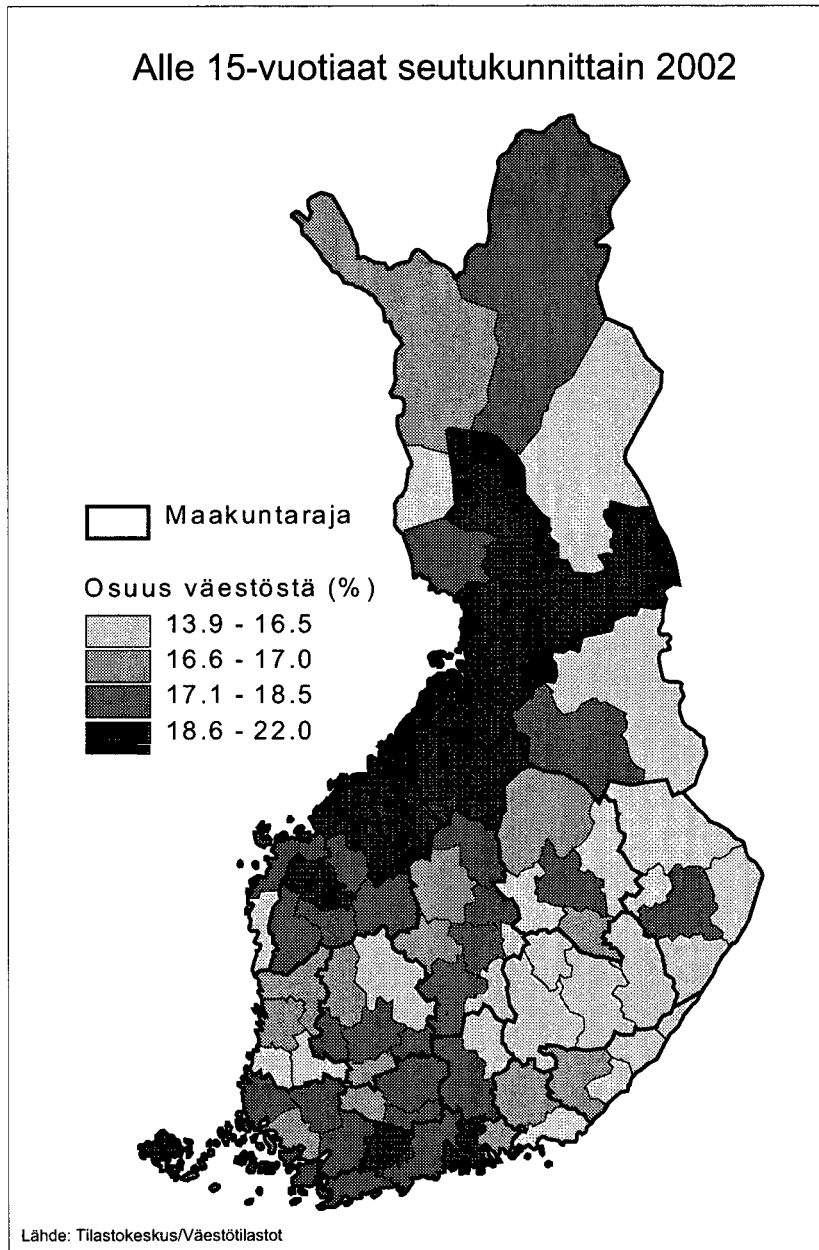 Alle 15-vuotiaat seutukunnittain 2002
Maakuntaraja
Osuus väestöstä (%)
13.9 - 16.5
16.6 - 17.0
17.1 - 18.5
18.6 - 22.0
Lähde: Tilastokeskus/Väestötilastot